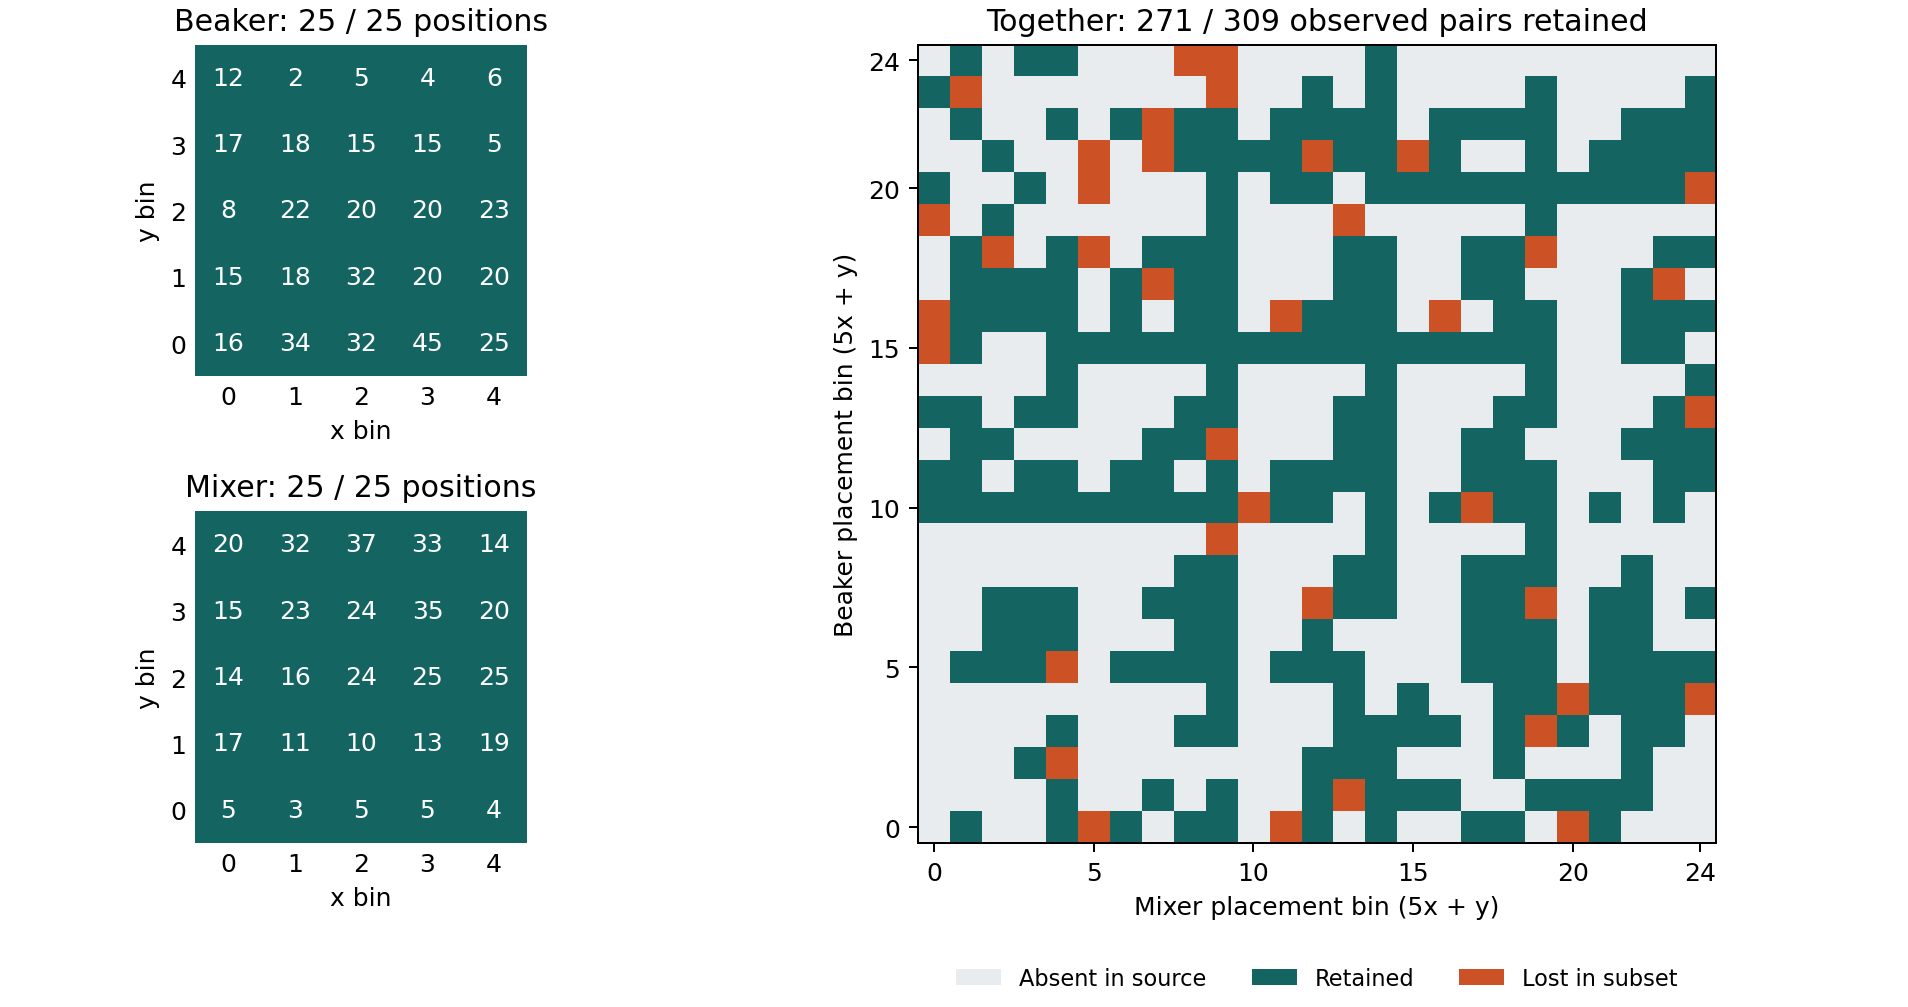 Beaker: 25 / 25 positions
4 12 2 5 4 6
3 17 18 15 15 5
2 8 22 20 20 23
1 15 18 32 20 20
0 16 34 32 45 25
0 1 2 3 4
x bin
y bin
Mixer: 25 / 25 positions
4 20 32 37 33 14
3 15 23 24 35 20
2 14 16 24 25 25
1 17 11 10 13 19
0 5 3 5 5 4
0 1 2 3 4
x bin
y bin
Together: 271 / 309 observed pairs retained
24
20
15
10
5
0
Beaker placement bin (5x + y)
0 5 10 15 20 24
Mixer placement bin (5x + y)
Absent in source Retained Lost in subset